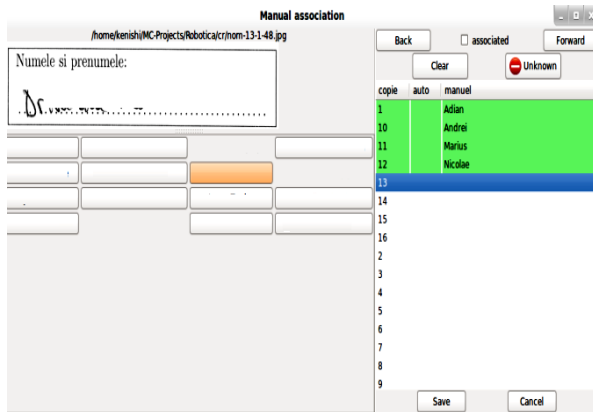 Manual association
/home/kenishi/MC-Projects/Robotica/cr/nom-13-1-48.jpg
Numele si prenumele:
Dr.
Back associated Forward
Clear Unknown
copie auto manuel
1 Adian
10 Andrei
11 Marius
12 Nicolae
13
14
15
16
2
3
4
5
6
7
8
9
Save Cancel